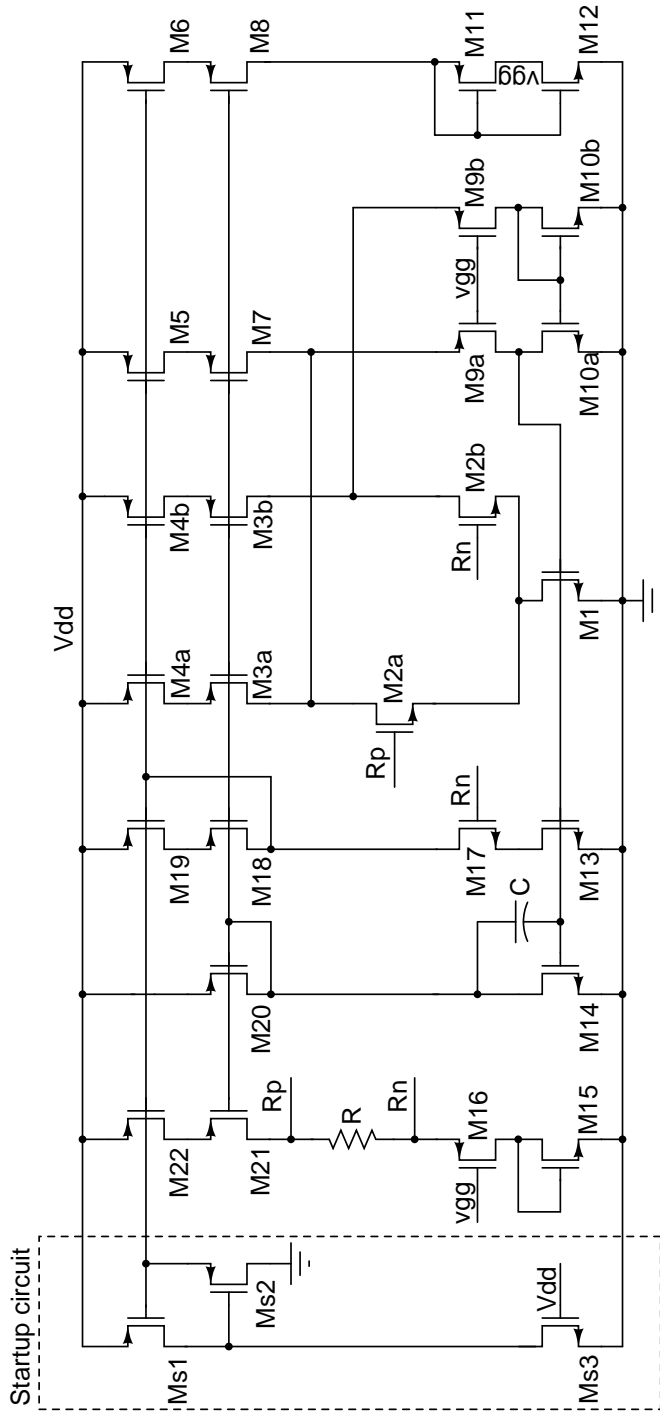 Startup circuit
Vdd
Ms1
M22
M19
M4a
M4b
M5
M6
Ms2
M21
M20
M18
M3a
M3b
M7
M8
Rp
R
Rn
Rp
M2a
Rn
M2b
vgg
M16
M17
Rn
C
M9a
vgg
M9b
M11
vgg
Ms3
Vdd
M15
M14
M13
M1
M10a
M10b
M12